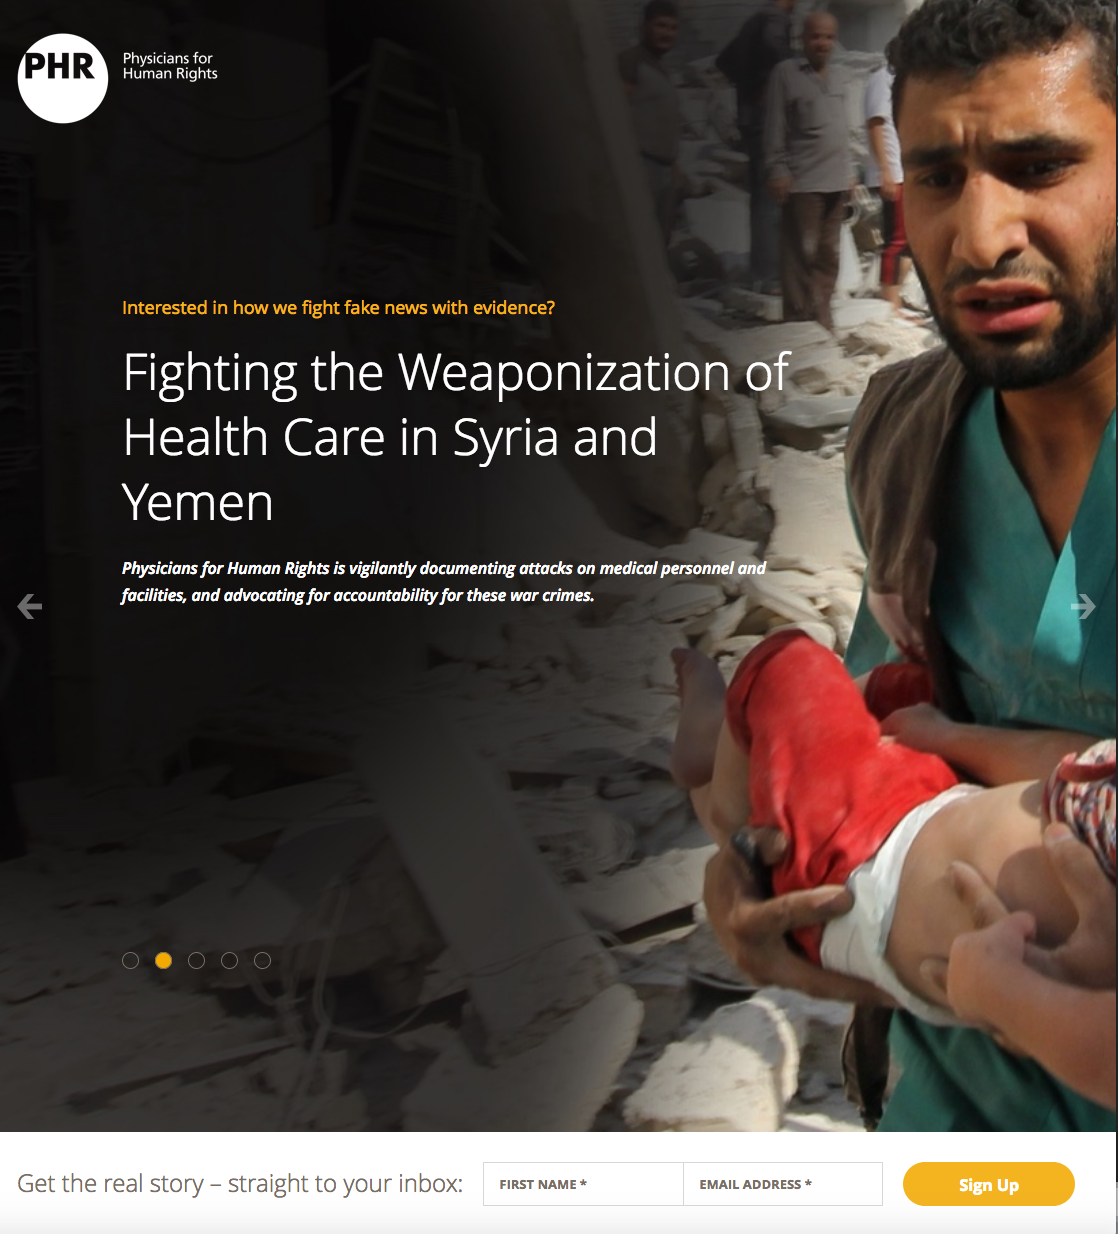 PHR
Physicians for
Human Rights
Interested in how we fight fake news with evidence?
Fighting the Weaponization of
Health Care in Syria and
Yemen
Physicians for Human Rights is vigilantly documenting attacks on medical personnel and
facilities, and advocating for accountability for these war crimes.
Get the real story – straight to your inbox:
FIRST NAME *
EMAIL ADDRESS *
Sign Up